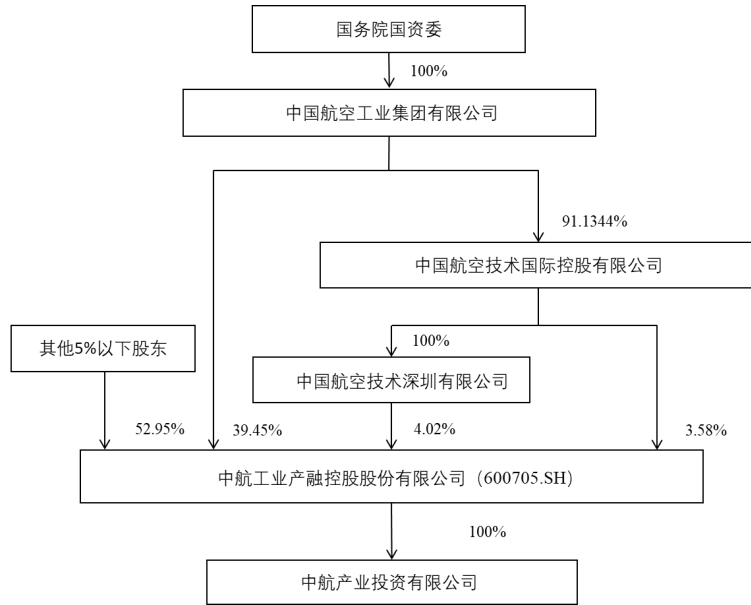 国务院国资委
100%
中国航空工业集团有限公司
91.1344%
中国航空技术国际控股有限公司
其他5%以下股东
100%
中国航空技术深圳有限公司
52.95%
39.45%
4.02%
3.58%
中航工业产融控股股份有限公司（600705.SH）
100%
中航产业投资有限公司